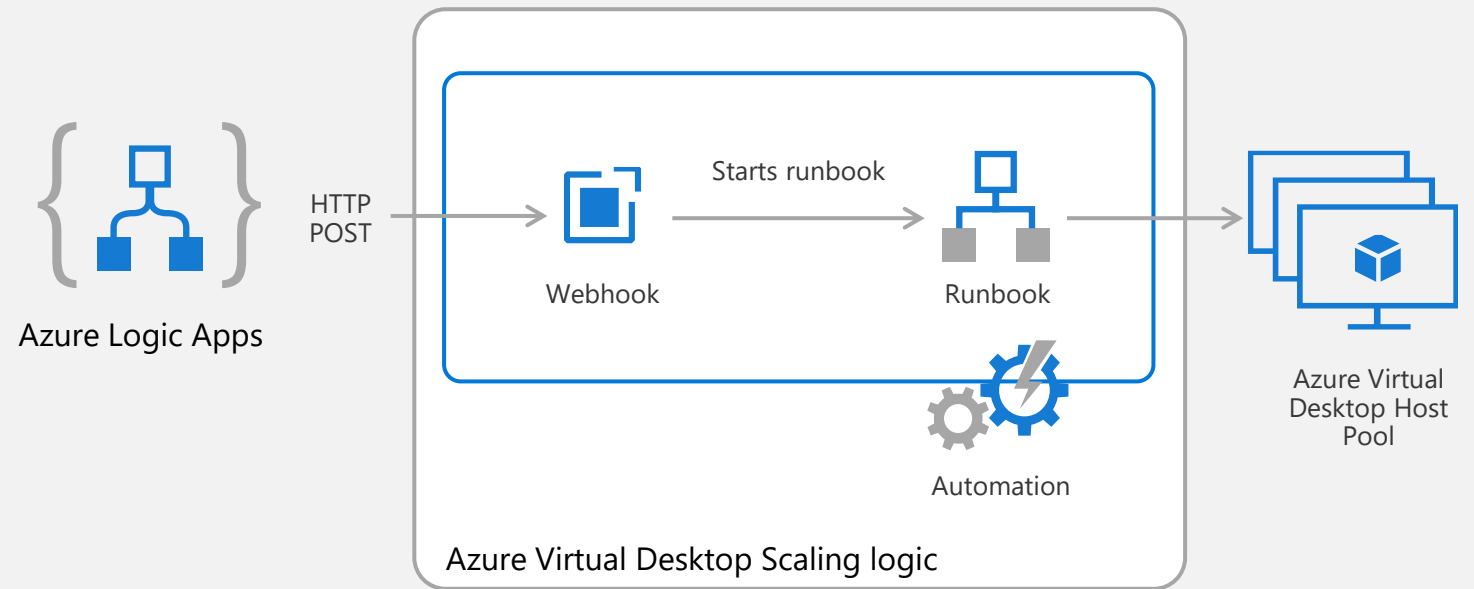 Azure Logic Apps
HTTP
POST
Webhook
Starts runbook
Runbook
Automation
Azure Virtual Desktop Scaling logic
Azure Virtual
Desktop Host
Pool